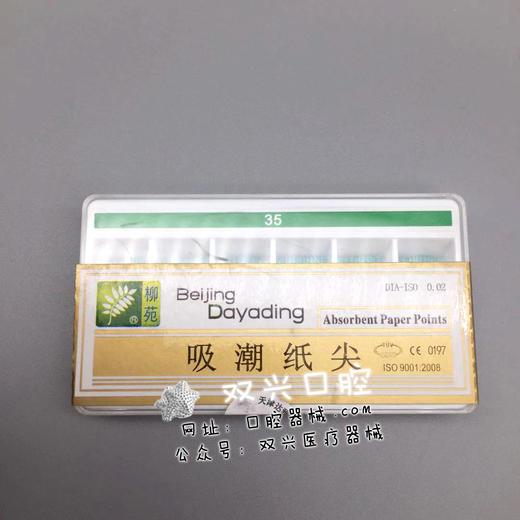 35
柳苑
®
Beijing
Dayading
DIA-ISO 0.02
Absorbent Paper Points
吸潮纸尖
TÜV
CE 0197
ISO 9001:2008
双兴口腔
网址: 口腔器械.com
公众号: 双兴医疗器械